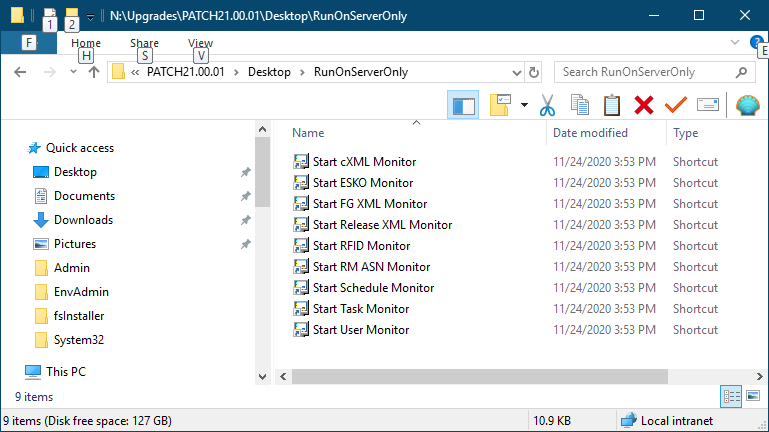 1 2 N:\Upgrades\PATCH21.00.01\Desktop\RunOnServerOnly
Home Share View
F H S V E
PATCH21.00.01 Desktop RunOnServerOnly Search RunOnServerOnly
Name Date modified Type
Quick access
Desktop
Documents
Downloads
Pictures
Admin
EnvAdmin
fsInstaller
System32
This PC
Start cXML Monitor 11/24/2020 3:53 PM Shortcut
Start ESKO Monitor 11/24/2020 3:53 PM Shortcut
Start FG XML Monitor 11/24/2020 3:53 PM Shortcut
Start Release XML Monitor 11/24/2020 3:53 PM Shortcut
Start RFID Monitor 11/24/2020 3:53 PM Shortcut
Start RM ASN Monitor 11/24/2020 3:53 PM Shortcut
Start Schedule Monitor 11/24/2020 3:53 PM Shortcut
Start Task Monitor 11/24/2020 3:53 PM Shortcut
Start User Monitor 11/24/2020 3:53 PM Shortcut
9 items
9 items (Disk free space: 127 GB) 10.9 KB Local intranet